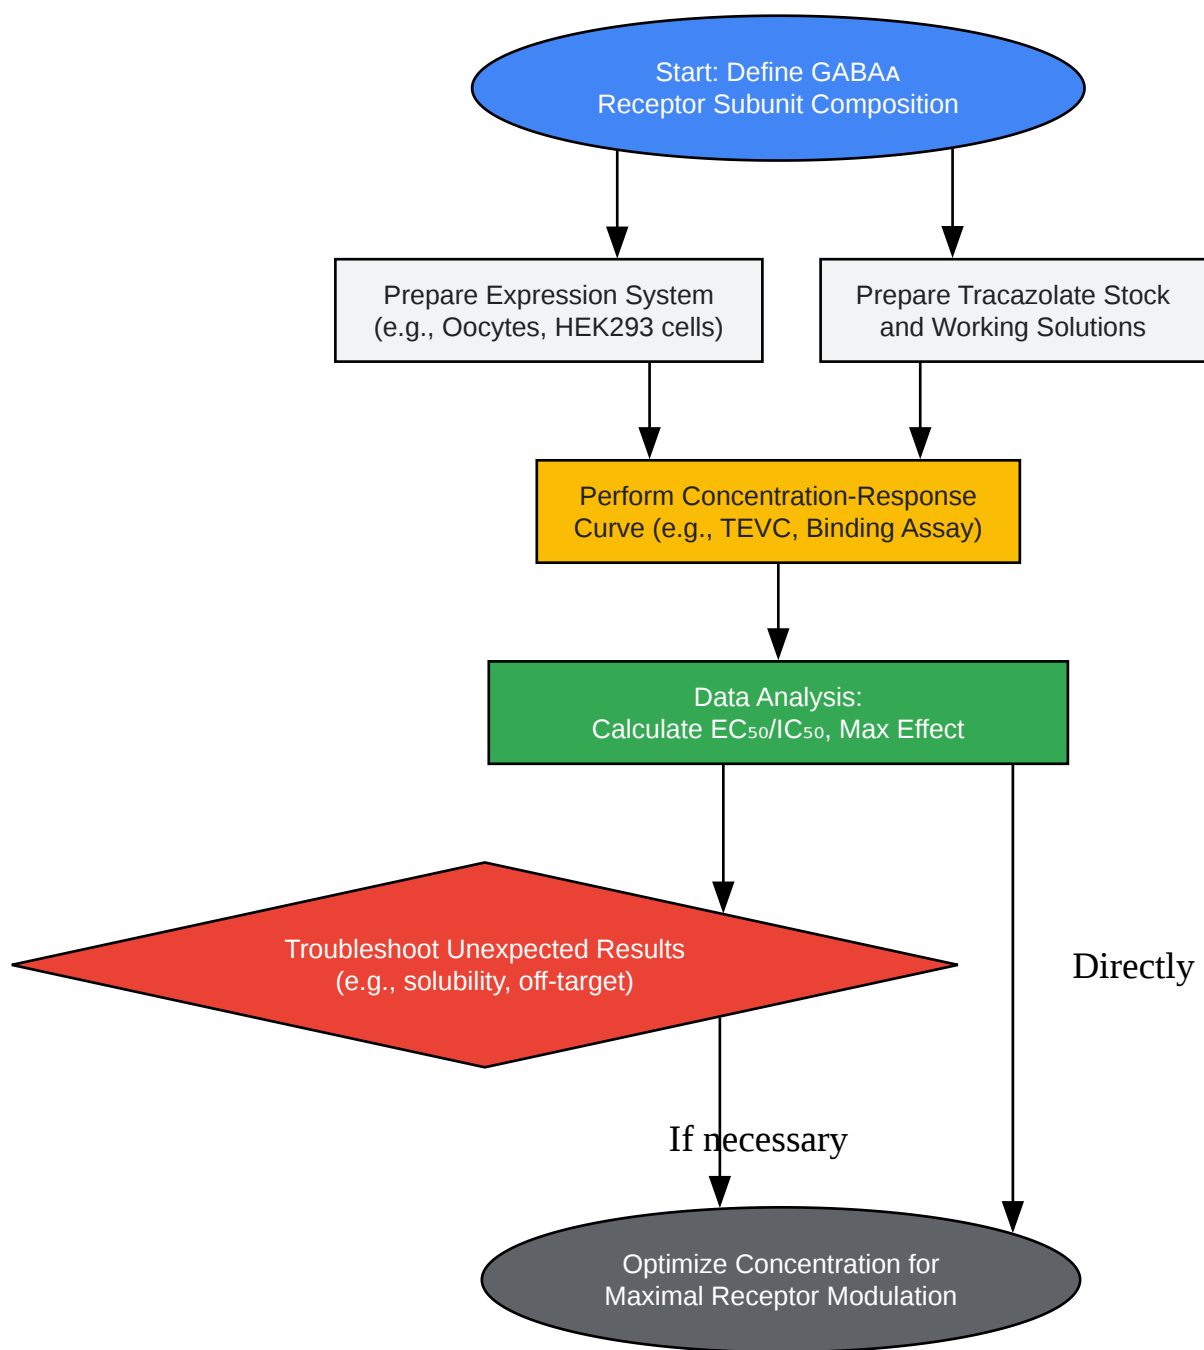 Start: Define GABAᴀ
Receptor Subunit Composition
Prepare Expression System
(e.g., Oocytes, HEK293 cells)
Prepare Tracazolate Stock
and Working Solutions
Perform Concentration-Response
Curve (e.g., TEVC, Binding Assay)
Data Analysis:
Calculate EC₅₀/IC₅₀, Max Effect
Troubleshoot Unexpected Results
(e.g., solubility, off-target)
Directly
If necessary
Optimize Concentration for
Maximal Receptor Modulation